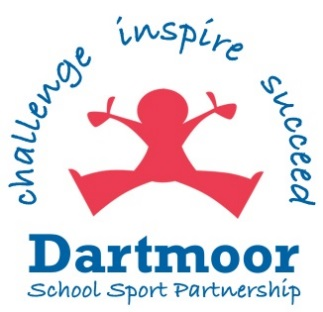 challenge inspire succeed
Dartmoor
School Sport Partnership